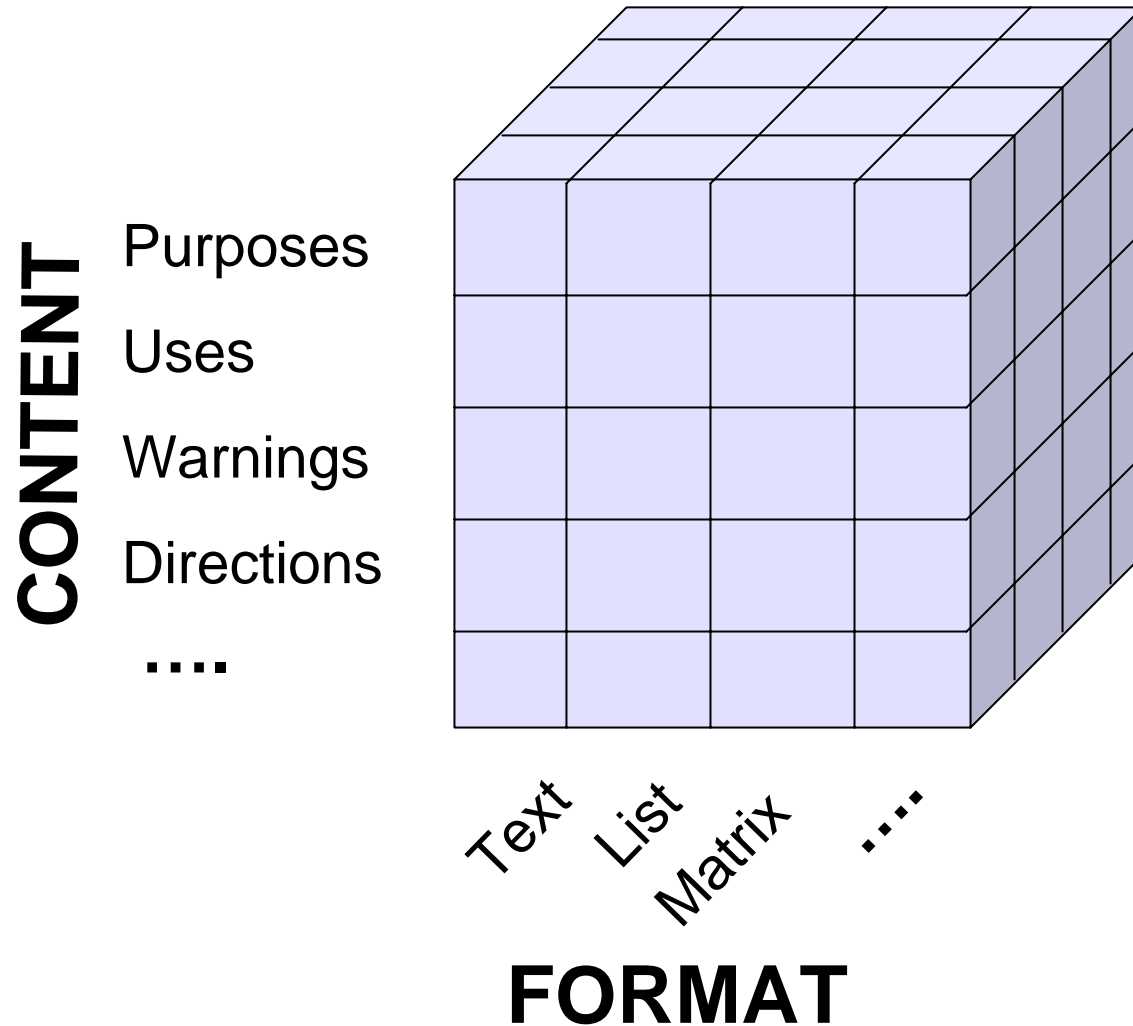 CONTENT
Purposes
Uses
Warnings
Directions
....
Text
List
Matrix
....
FORMAT